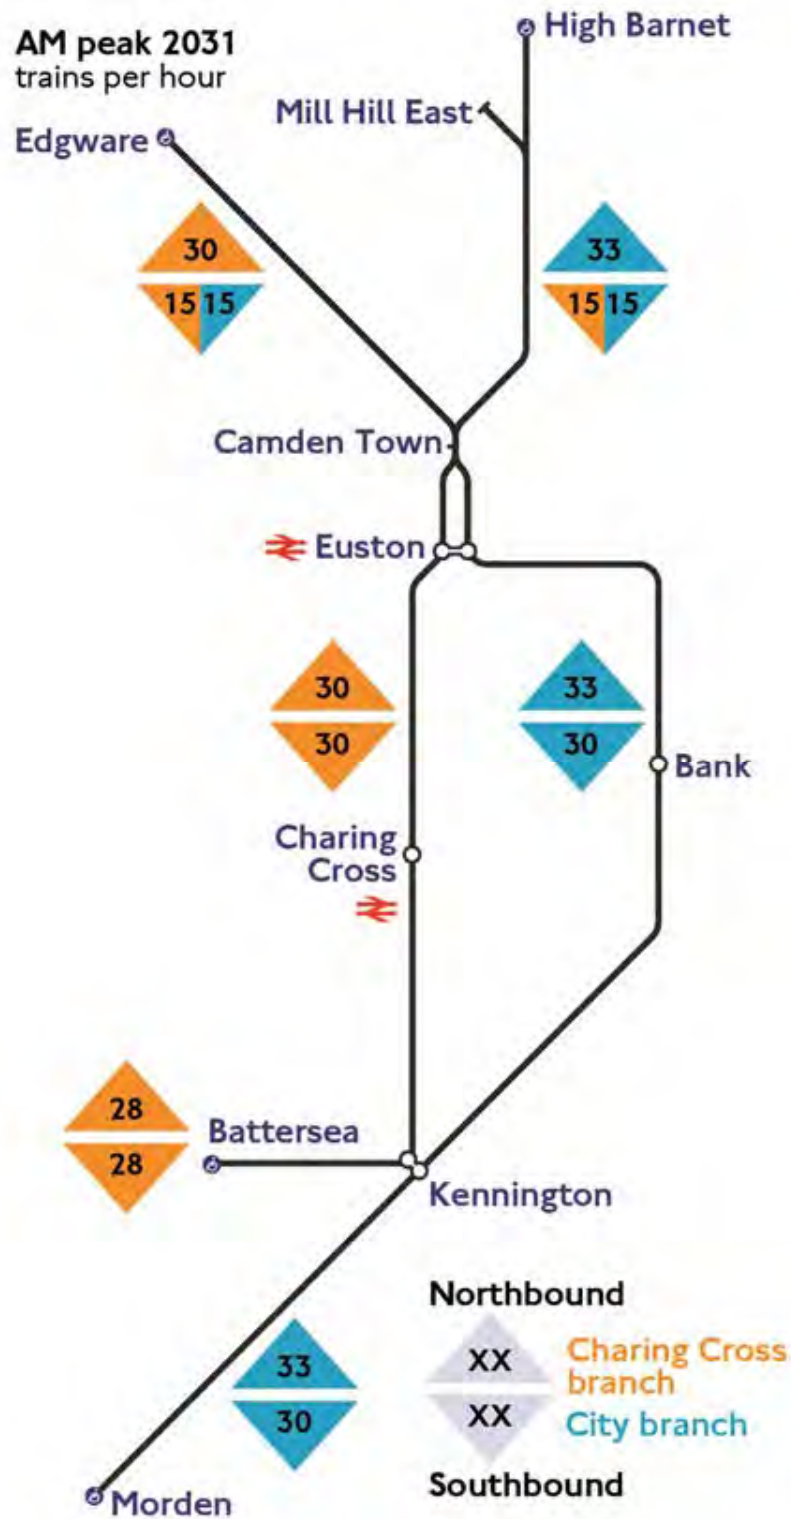 AM peak 2031
trains per hour
High Barnet
Mill Hill East
Edgware
30
15 15
33
15 15
Camden Town
Euston
30
30
33
30
Bank
Charing
Cross
28
28
Battersea
Kennington
33
30
Morden
Northbound
XX
XX
Charing Cross
branch
City branch
Southbound